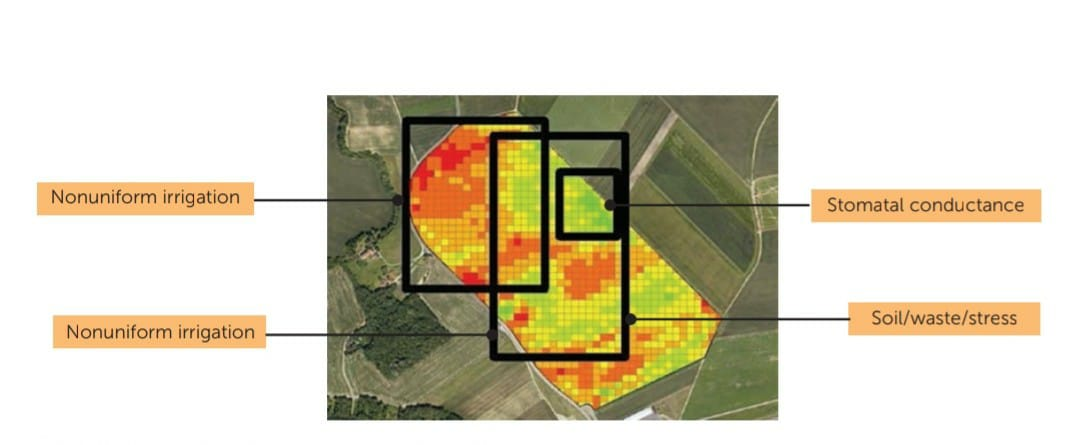 Nonuniform irrigation
Stomatal conductance
Nonuniform irrigation
Soil/waste/stress